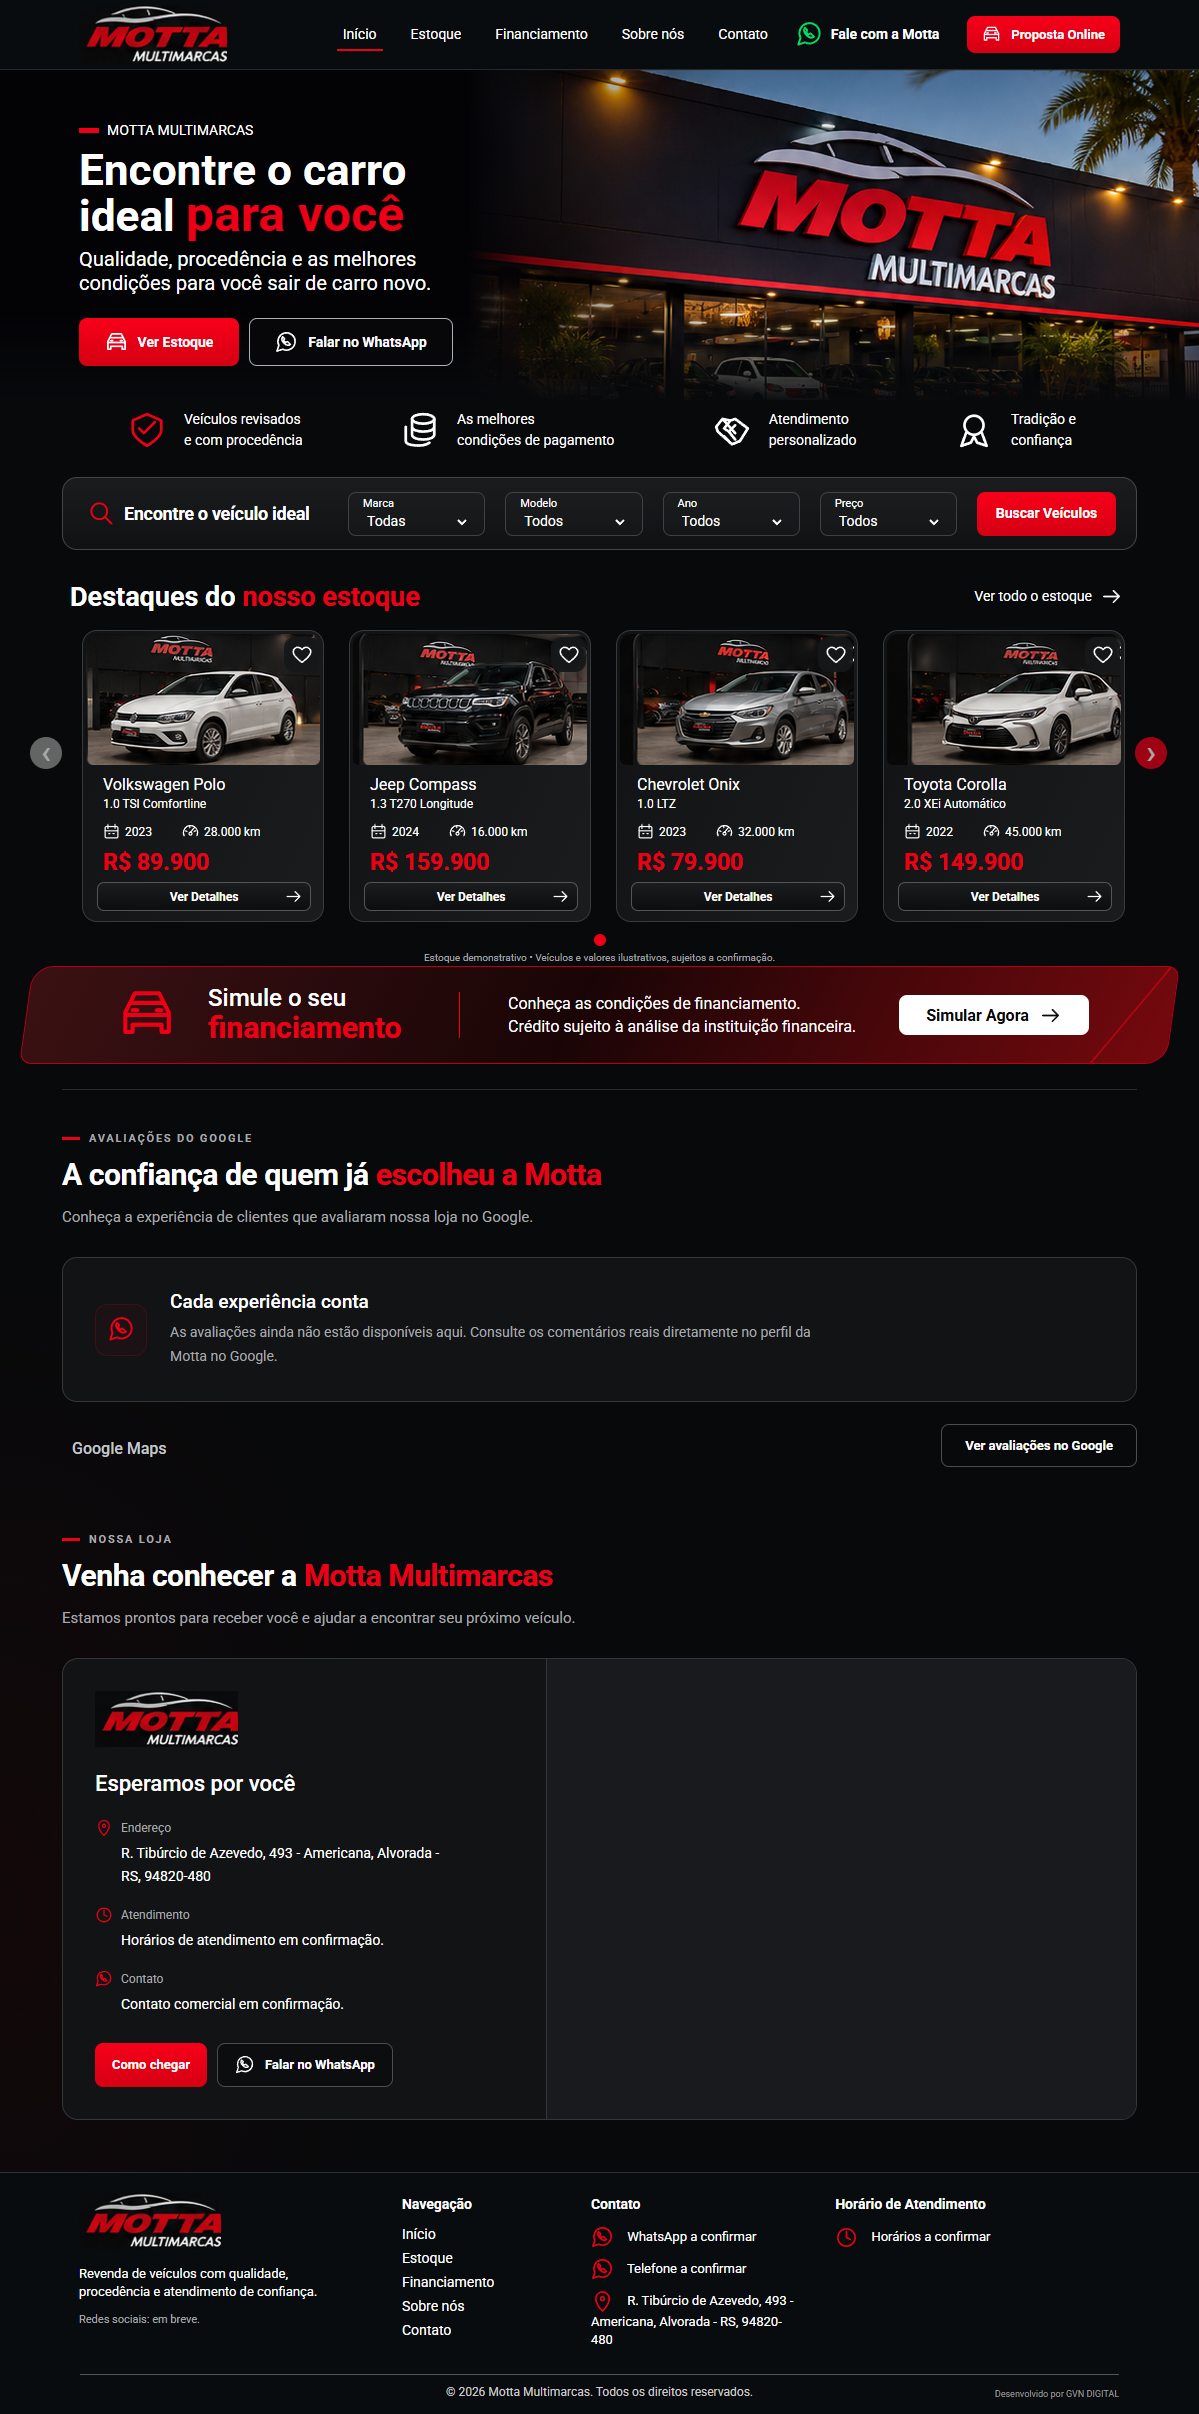 MOTTA
MULTIMARCAS
Início
Estoque
Financiamento
Sobre nós
Contato
Fale com a Motta
Proposta Online
MOTTA MULTIMARCAS
Encontre o carro
ideal para você
Qualidade, procedência e as melhores
condições para você sair de carro novo.
Ver Estoque
Falar no WhatsApp
MOTTA
MULTIMARCAS
Veículos revisados
e com procedência
As melhores
condições de pagamento
Atendimento
personalizado
Tradição e
confiança
Encontre o veículo ideal
Marca
Todas
Modelo
Todos
Ano
Todos
Preço
Todos
Buscar Veículos
Destaques do nosso estoque
Ver todo o estoque
MOTTA
MULTIMARCAS
Volkswagen Polo
1.0 TSI Comfortline
2023
28.000 km
R$ 89.900
Ver Detalhes
MOTTA
MULTIMARCAS
Jeep Compass
1.3 T270 Longitude
2024
16.000 km
R$ 159.900
Ver Detalhes
MOTTA
MULTIMARCAS
Chevrolet Onix
1.0 LTZ
2023
32.000 km
R$ 79.900
Ver Detalhes
MOTTA
MULTIMARCAS
Toyota Corolla
2.0 XEi Automático
2022
45.000 km
R$ 149.900
Ver Detalhes
Estoque demonstrativo • Veículos e valores ilustrativos, sujeitos a confirmação.
Simule o seu
financiamento
Conheça as condições de financiamento.
Crédito sujeito à análise da instituição financeira.
Simular Agora
AVALIAÇÕES DO GOOGLE
A confiança de quem já escolheu a Motta
Conheça a experiência de clientes que avaliaram nossa loja no Google.
Cada experiência conta
As avaliações ainda não estão disponíveis aqui. Consulte os comentários reais diretamente no perfil da
Motta no Google.
Google Maps
Ver avaliações no Google
NOSSA LOJA
Venha conhecer a Motta Multimarcas
Estamos prontos para receber você e ajudar a encontrar seu próximo veículo.
MOTTA
MULTIMARCAS
Esperamos por você
Endereço
R. Tibúrcio de Azevedo, 493 - Americana, Alvorada -
RS, 94820-480
Atendimento
Horários de atendimento em confirmação.
Contato
Contato comercial em confirmação.
Como chegar
Falar no WhatsApp
MOTTA
MULTIMARCAS
Revenda de veículos com qualidade,
procedência e atendimento de confiança.
Redes sociais: em breve.
Navegação
Início
Estoque
Financiamento
Sobre nós
Contato
Contato
WhatsApp a confirmar
Telefone a confirmar
R. Tibúrcio de Azevedo, 493 -
Americana, Alvorada - RS, 94820-
480
Horário de Atendimento
Horários a confirmar
© 2026 Motta Multimarcas. Todos os direitos reservados.
Desenvolvido por GVN DIGITAL